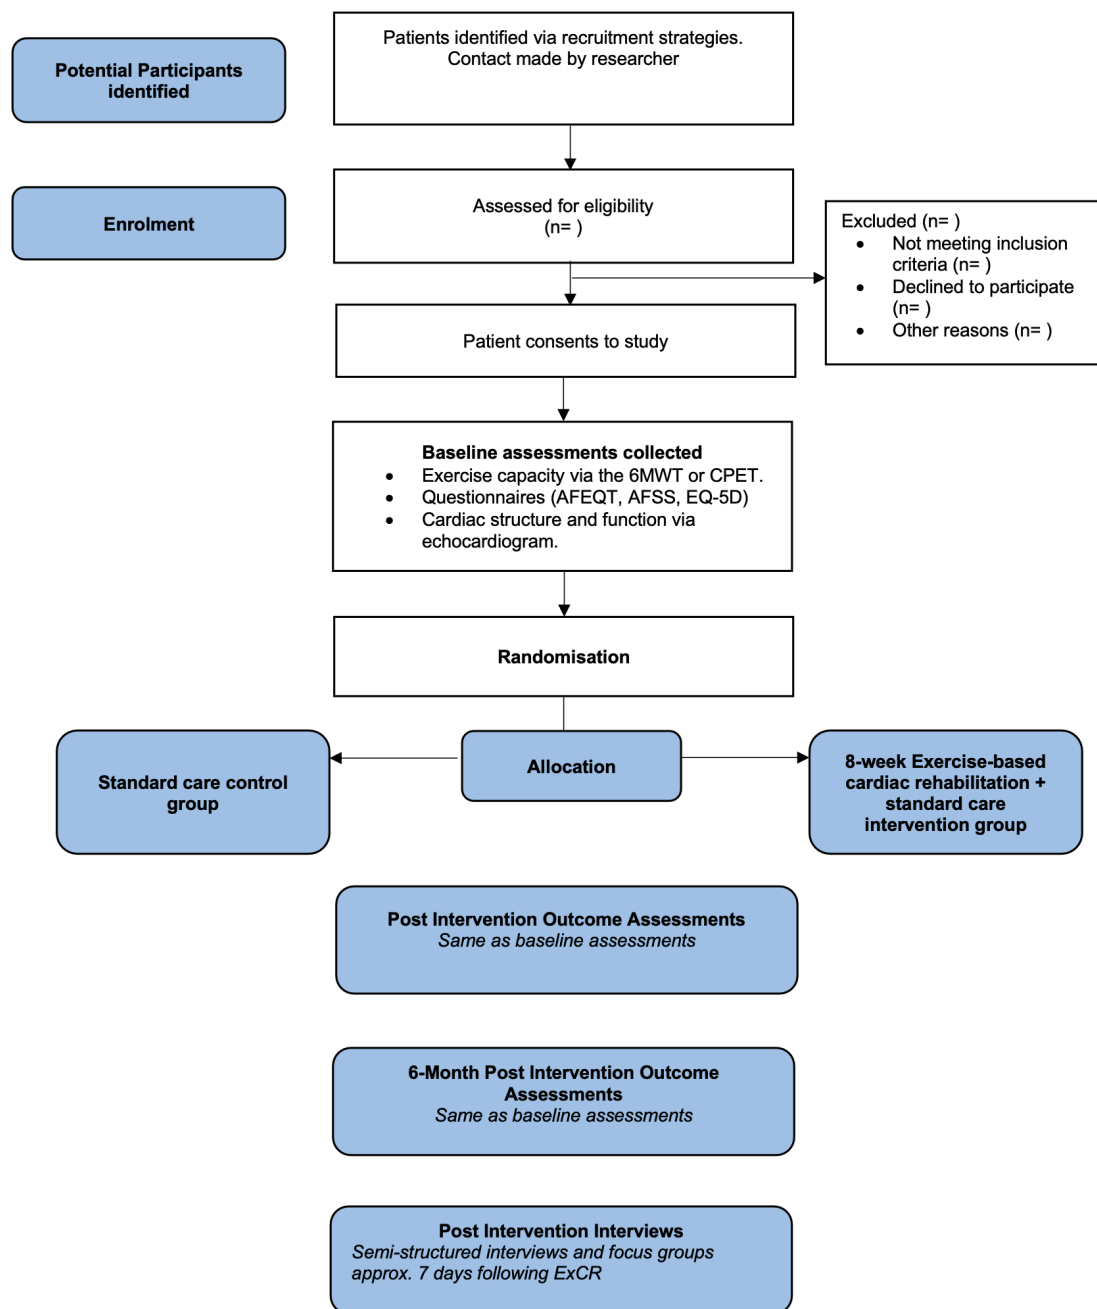 Patients identified via recruitment strategies.
Contact made by researcher
Potential Participants
identified
Assessed for eligibility
(n= )
Enrolment
Excluded (n= )
• Not meeting inclusion
criteria (n= )
• Declined to participate
(n= )
• Other reasons (n= )
Patient consents to study
Baseline assessments collected
• Exercise capacity via the 6MWT or CPET.
• Questionnaires (AFEQT, AFSS, EQ-5D)
• Cardiac structure and function via
echocardiogram.
Randomisation
Standard care control
group
Allocation
8-week Exercise-based
cardiac rehabilitation +
standard care
intervention group
Post Intervention Outcome Assessments
Same as baseline assessments
6-Month Post Intervention Outcome
Assessments
Same as baseline assessments
Post Intervention Interviews
Semi-structured interviews and focus groups
approx. 7 days following ExCR